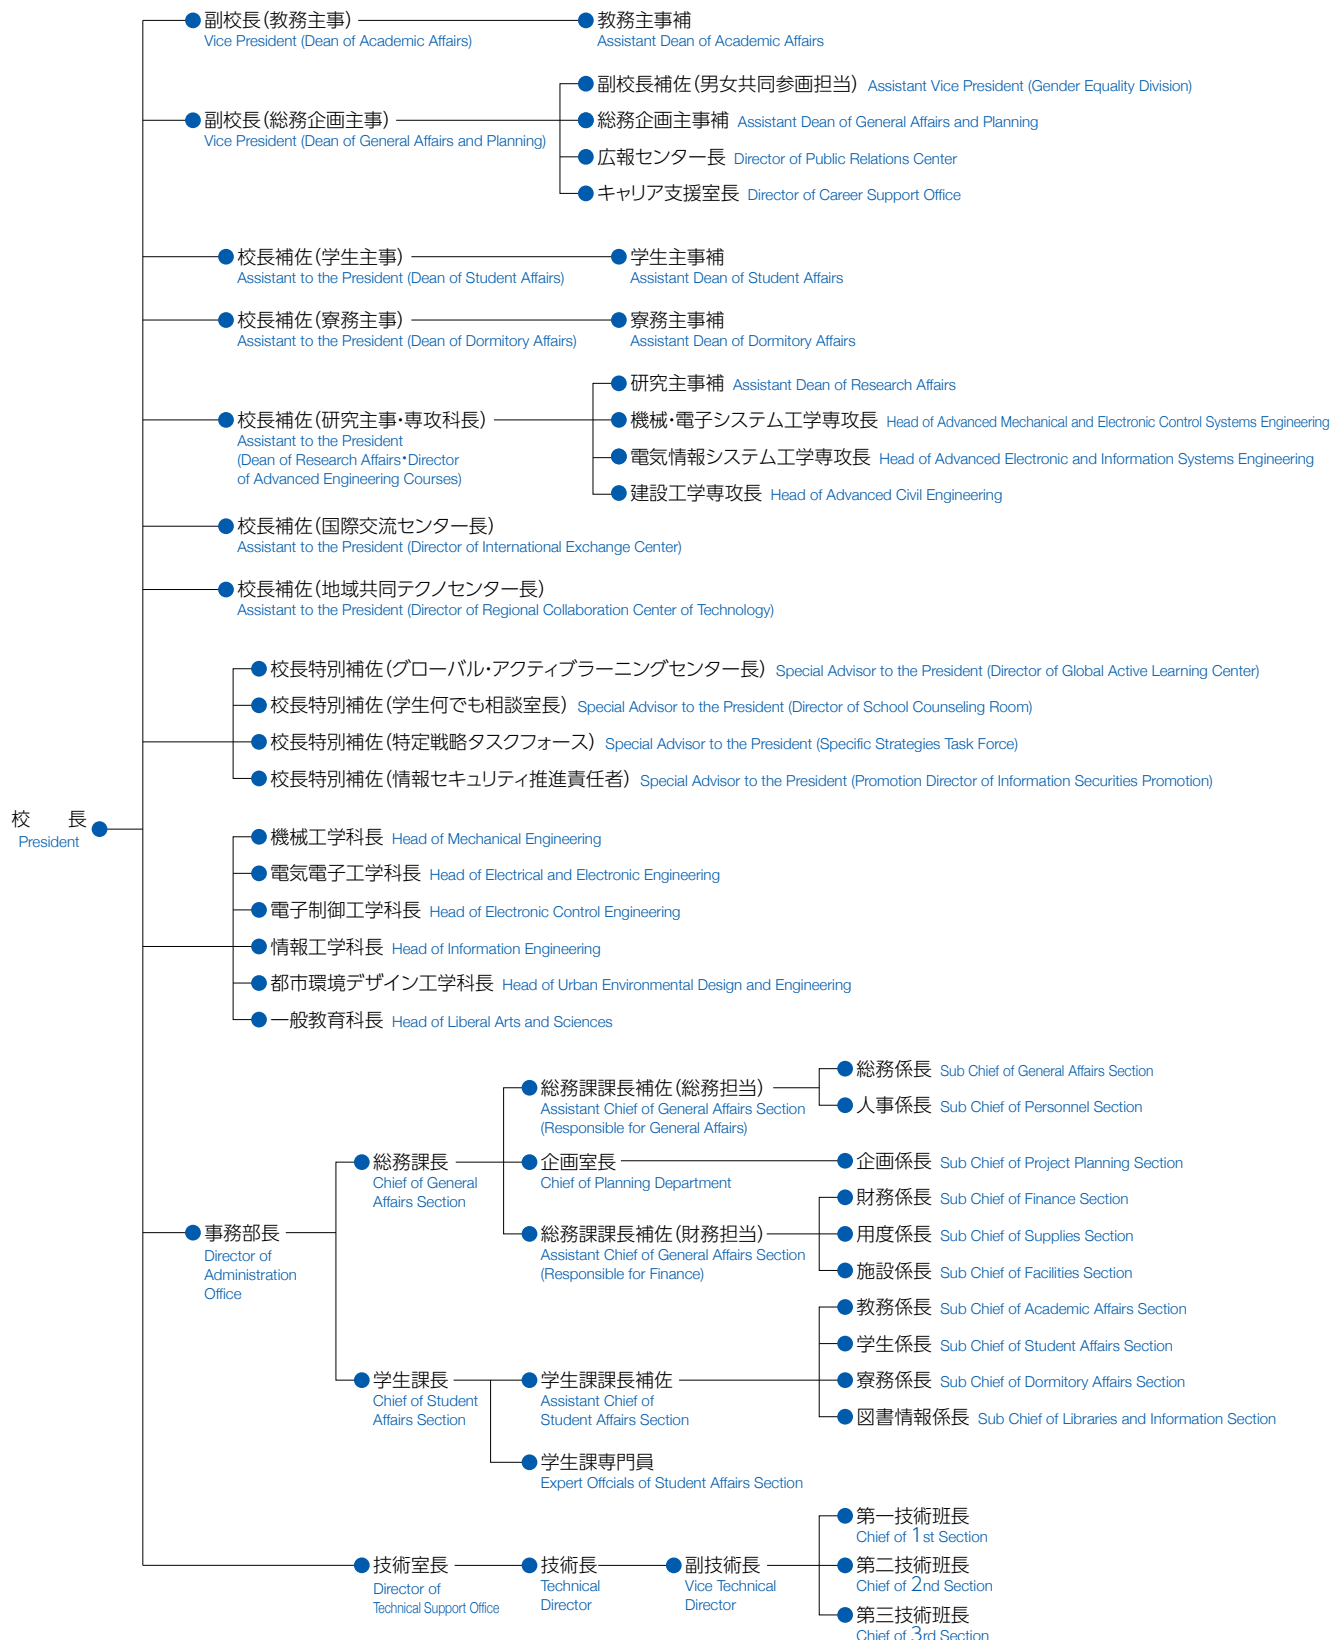 副校長(教務主事)
Vice President (Dean of Academic Affairs)
教務主事補
Assistant Dean of Academic Affairs
副校長(総務企画主事)
Vice President (Dean of General Affairs and Planning)
副校長補佐(男女共同参画担当) Assistant Vice President (Gender Equality Division)
総務企画主事補 Assistant Dean of General Affairs and Planning
広報センター長 Director of Public Relations Center
キャリア支援室長 Director of Career Support Office
校長補佐(学生主事)
Assistant to the President (Dean of Student Affairs)
学生主事補
Assistant Dean of Student Affairs
校長補佐(寮務主事)
Assistant to the President (Dean of Dormitory Affairs)
寮務主事補
Assistant Dean of Dormitory Affairs
校長補佐(研究主事・専攻科長)
Assistant to the President
(Dean of Research Affairs・Director
of Advanced Engineering Courses)
研究主事補 Assistant Dean of Research Affairs
機械・電子システム工学専攻長 Head of Advanced Mechanical and Electronic Control Systems Engineering
電気情報システム工学専攻長 Head of Advanced Electronic and Information Systems Engineering
建設工学専攻長 Head of Advanced Civil Engineering
校長補佐(国際交流センター長)
Assistant to the President (Director of International Exchange Center)
校長補佐(地域共同テクノセンター長)
Assistant to the President (Director of Regional Collaboration Center of Technology)
校長特別補佐(グローバル・アクティブラーニングセンター長) Special Advisor to the President (Director of Global Active Learning Center)
校長特別補佐(学生何でも相談室長) Special Advisor to the President (Director of School Counseling Room)
校長特別補佐(特定戦略タスクフォース) Special Advisor to the President (Specific Strategies Task Force)
校長特別補佐(情報セキュリティ推進責任者) Special Advisor to the President (Promotion Director of Information Securities Promotion)
校 長
President
機械工学科長 Head of Mechanical Engineering
電気電子工学科長 Head of Electrical and Electronic Engineering
電子制御工学科長 Head of Electronic Control Engineering
情報工学科長 Head of Information Engineering
都市環境デザイン工学科長 Head of Urban Environmental Design and Engineering
一般教育科長 Head of Liberal Arts and Sciences
事務部長
Director of
Administration
Office
総務課長
Chief of General
Affairs Section
総務課課長補佐(総務担当)
Assistant Chief of General Affairs Section
(Responsible for General Affairs)
総務係長 Sub Chief of General Affairs Section
人事係長 Sub Chief of Personnel Section
企画室長
Chief of Planning Department
企画係長 Sub Chief of Project Planning Section
総務課課長補佐(財務担当)
Assistant Chief of General Affairs Section
(Responsible for Finance)
財務係長 Sub Chief of Finance Section
用度係長 Sub Chief of Supplies Section
施設係長 Sub Chief of Facilities Section
学生課長
Chief of Student
Affairs Section
学生課課長補佐
Assistant Chief of
Student Affairs Section
教務係長 Sub Chief of Academic Affairs Section
学生係長 Sub Chief of Student Affairs Section
寮務係長 Sub Chief of Dormitory Affairs Section
図書情報係長 Sub Chief of Libraries and Information Section
学生課専門員
Expert Offcials of Student Affairs Section
技術室長
Director of
Technical Support Office
技術長
Technical
Director
副技術長
Vice Technical
Director
第一技術班長
Chief of 1st Section
第二技術班長
Chief of 2nd Section
第三技術班長
Chief of 3rd Section